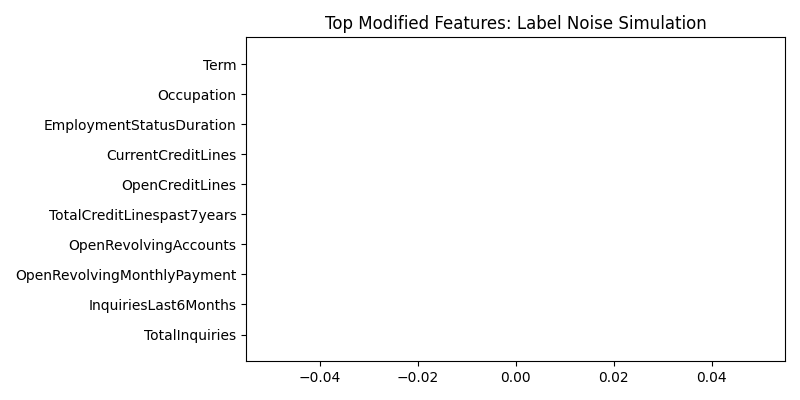 Top Modified Features: Label Noise Simulation
Term
Occupation
EmploymentStatusDuration
CurrentCreditLines
OpenCreditLines
TotalCreditLinespast7years
OpenRevolvingAccounts
OpenRevolvingMonthlyPayment
InquiriesLast6Months
TotalInquiries
−0.04 −0.02 0.00 0.02 0.04